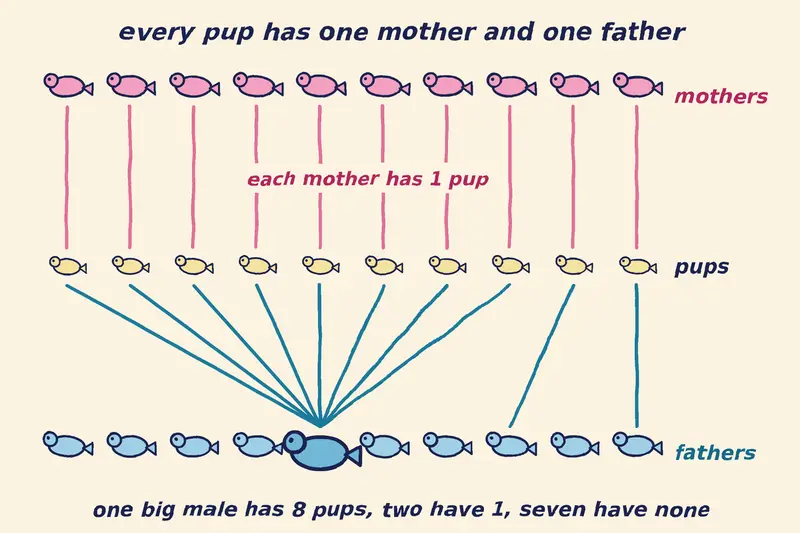 every pup has one mother and one father
mothers
each mother has 1 pup
pups
fathers
one big male has 8 pups, two have 1, seven have none